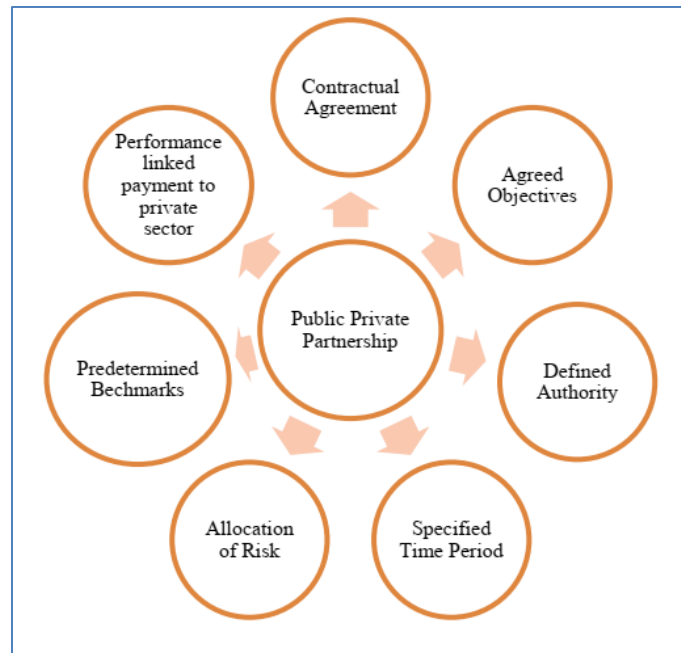 Contractual
Agreement
Performance
linked
payment to
private
sector
Agreed
Objectives
Public Private
Partnership
Predetermined
Bechmarks
Defined
Authority
Allocation
of Risk
Specified
Time Period